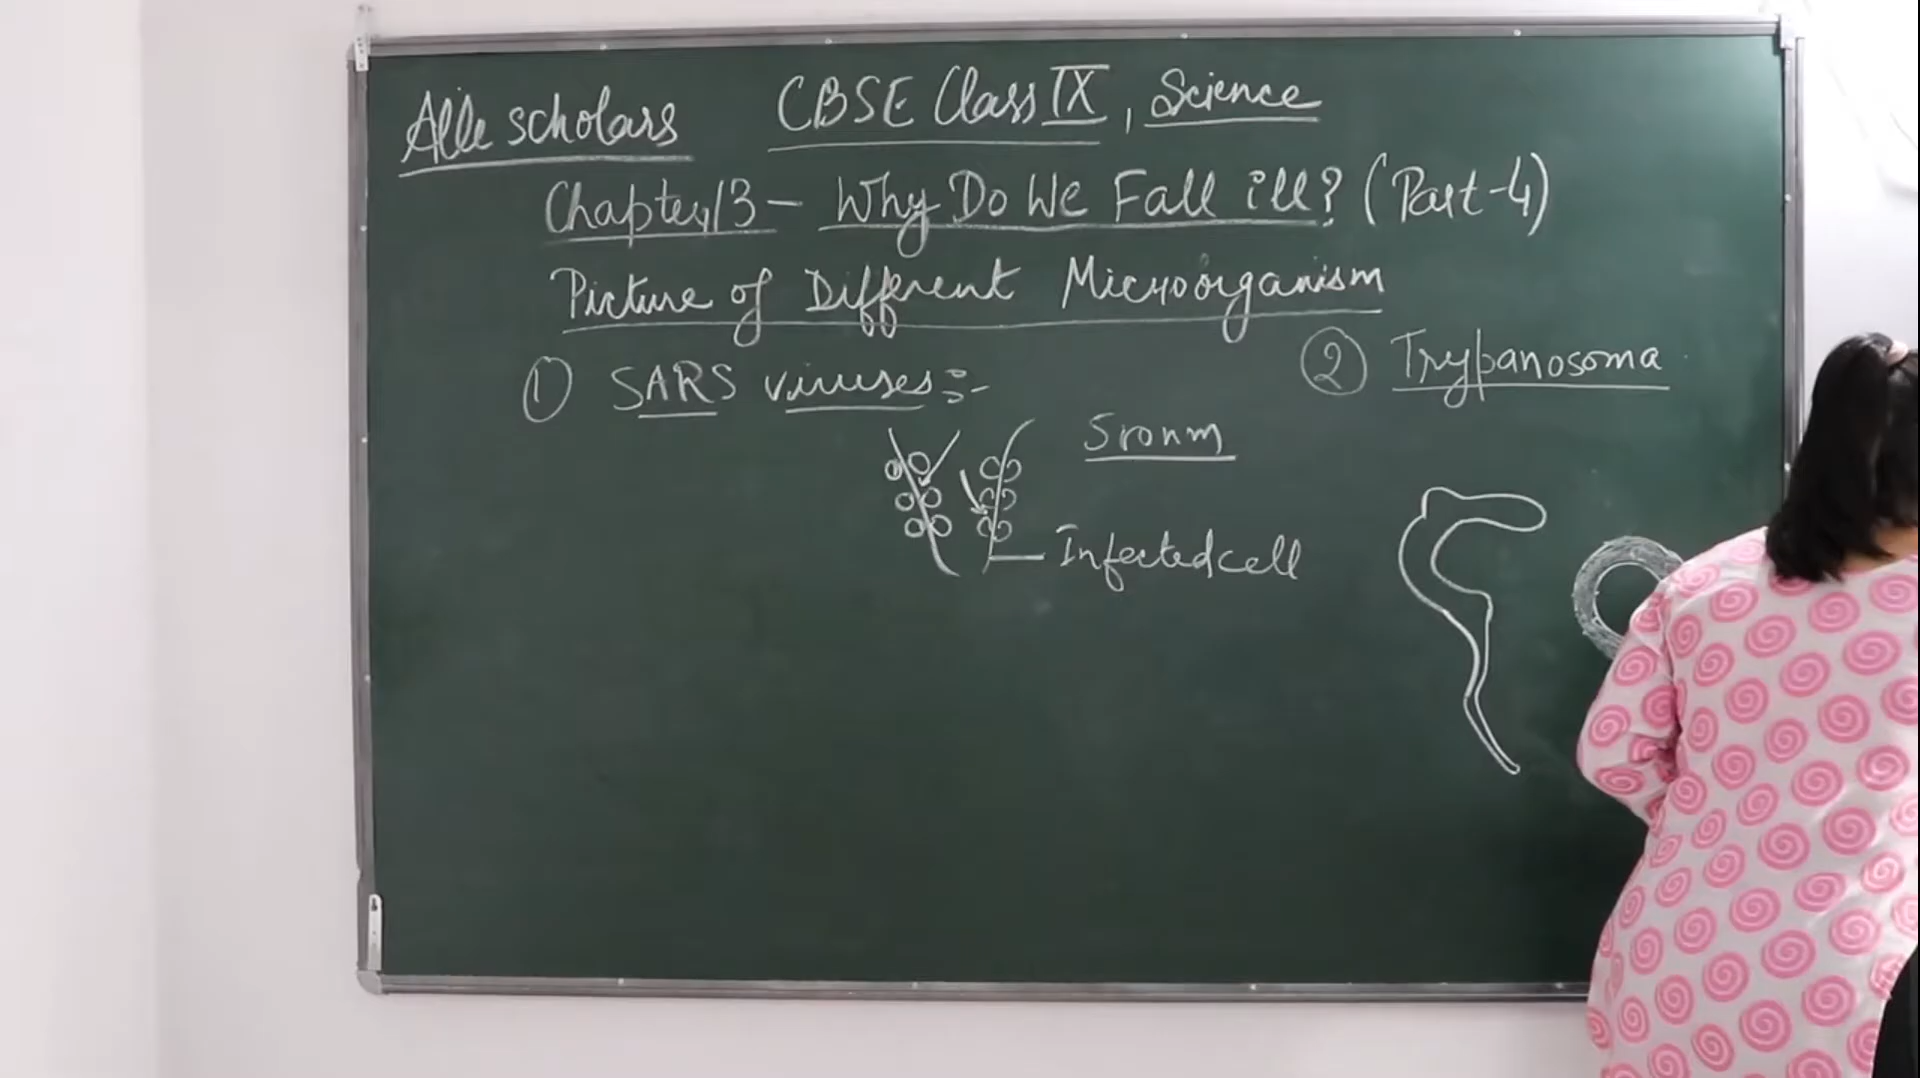 Alle scholars CBSE Class IX, Science
Chapter 13 - Why Do We Fall ill? (Part-4)
Picture of Different Microorganism
① SARS viruses :-
② Trypanosoma
Infected cell